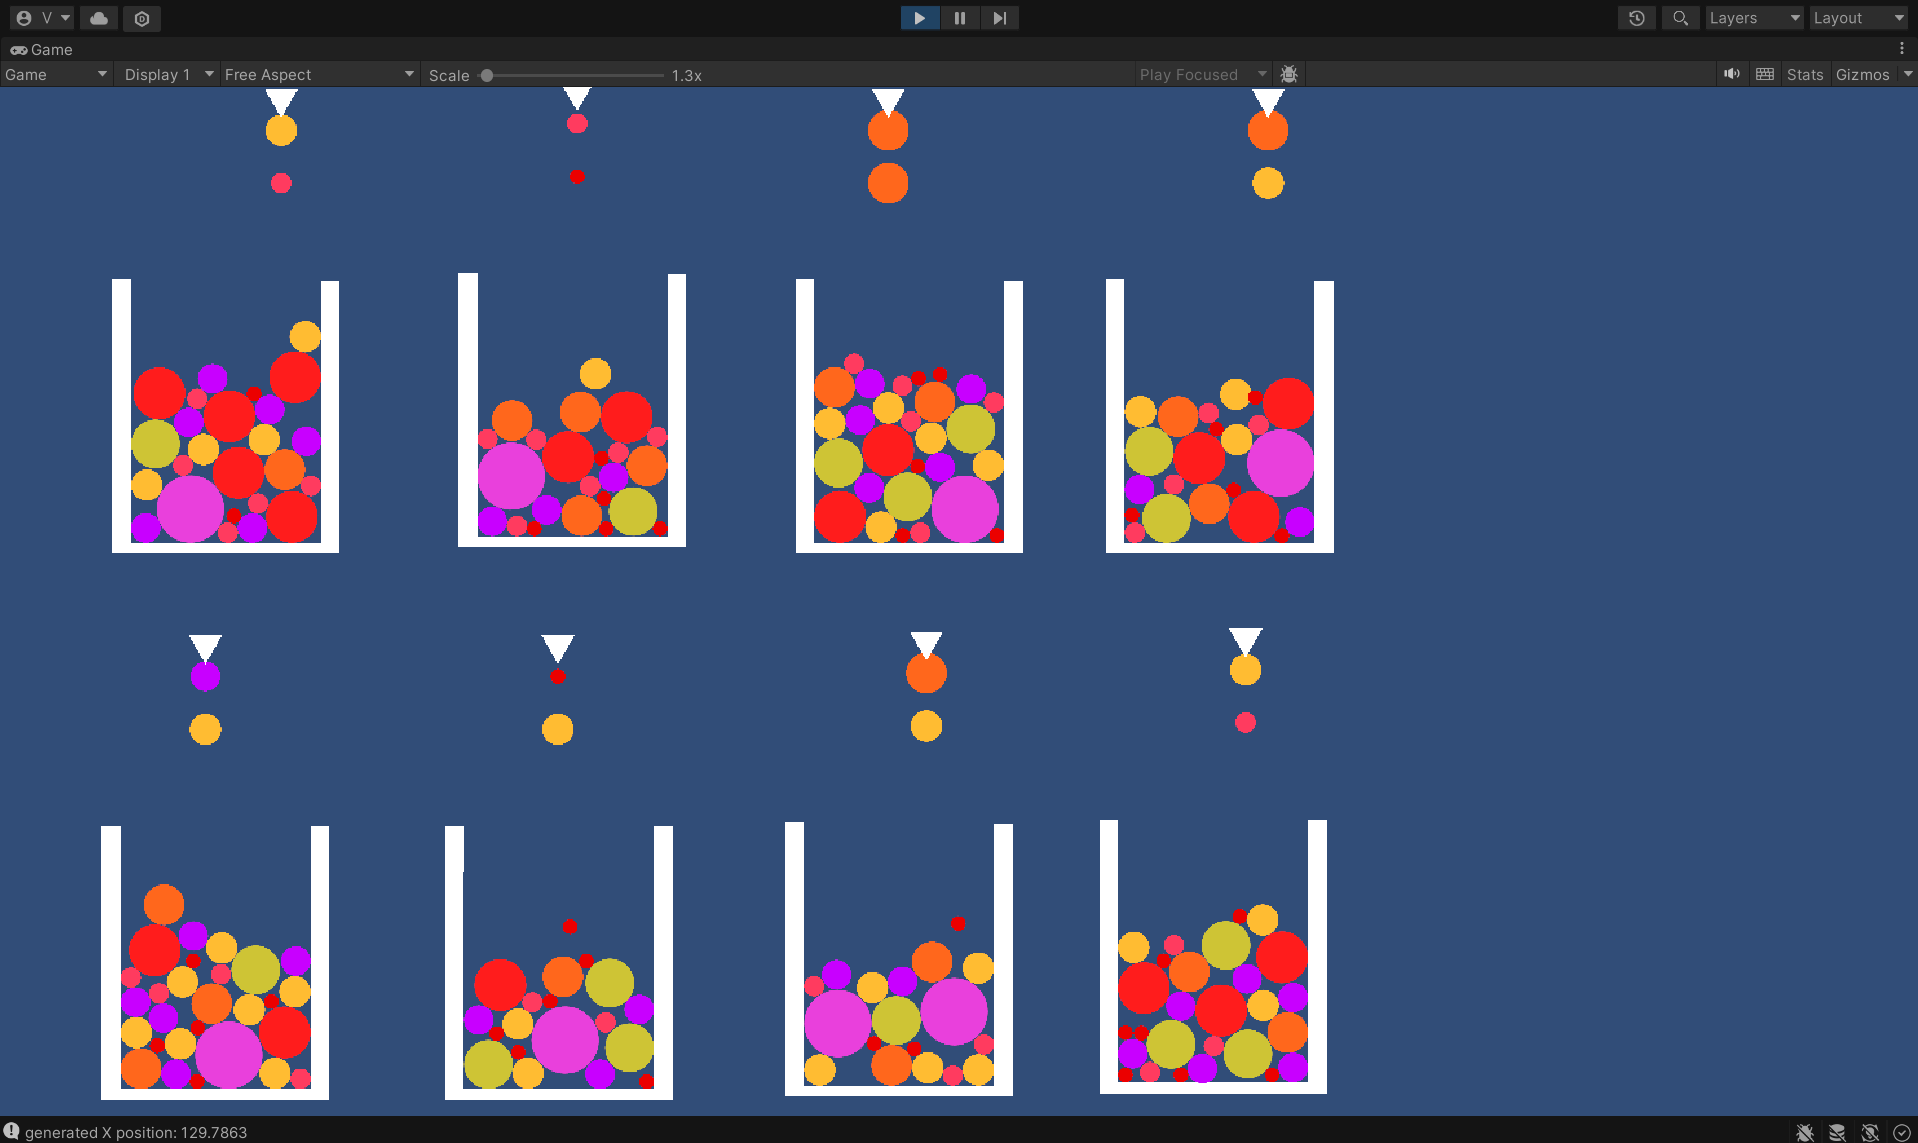 V
Layers
Layout
Game
Game
Display 1
Free Aspect
Scale
1.3x
Play Focused
Stats
Gizmos
generated X position: 129.7863